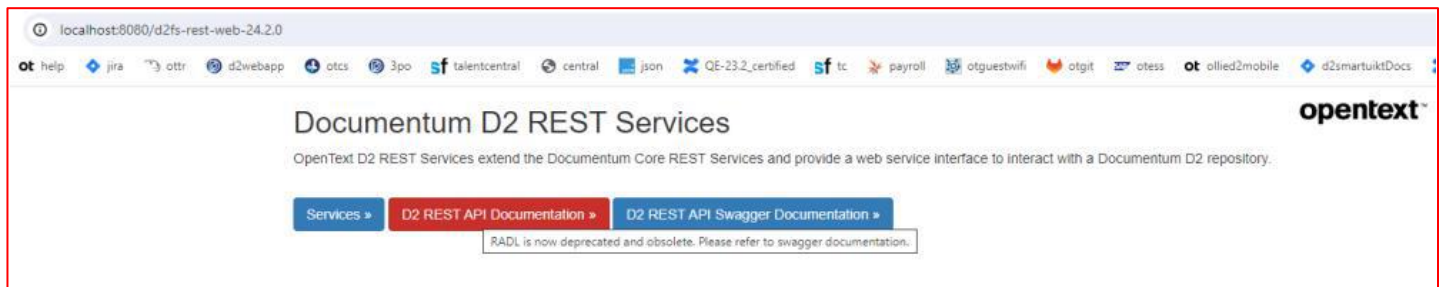 localhost:8080/d2fs-rest-web-24.2.0
ot help jira ottr d2webapp otcs 3po sf talentcentral central json QE-23.2_certified sf tc payroll otguestwifi otgit otess ot ollied2mobile d2smartuiktDocs
opentext™
Documentum D2 REST Services
OpenText D2 REST Services extend the Documentum Core REST Services and provide a web service interface to interact with a Documentum D2 repository.
Services » D2 REST API Documentation » D2 REST API Swagger Documentation »
RADL is now deprecated and obsolete. Please refer to swagger documentation.